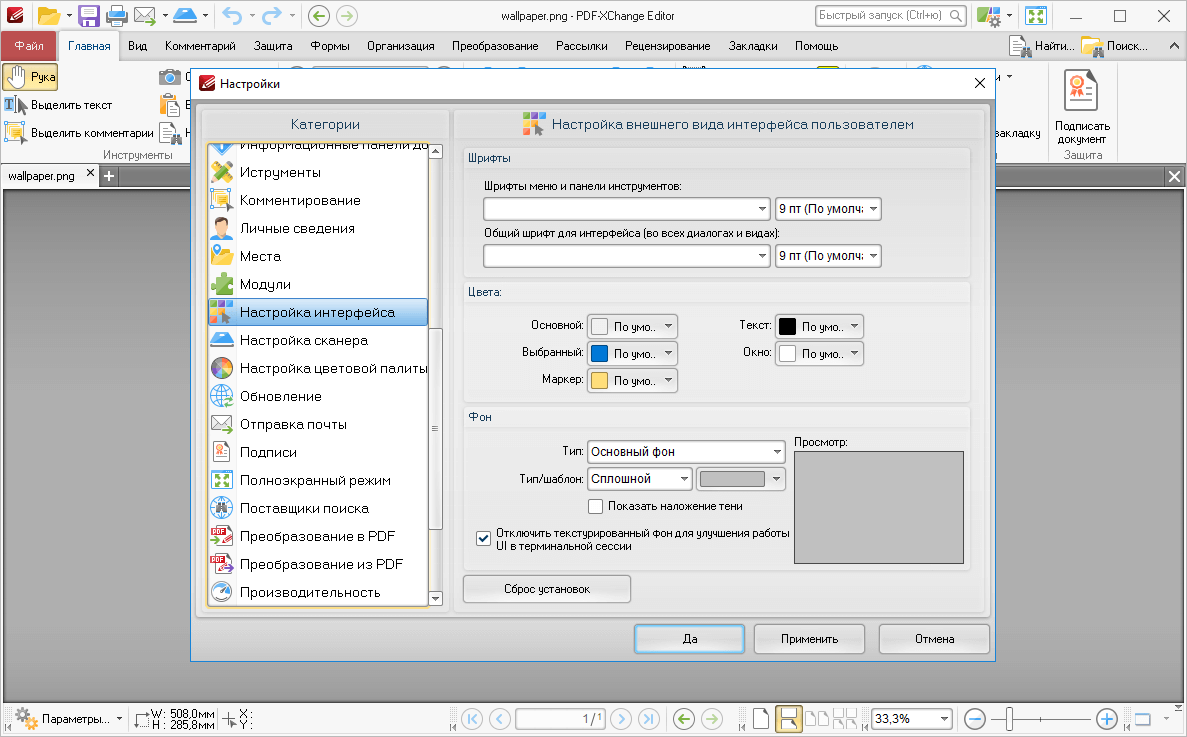 wallpaper.png - PDF-XChange Editor
Быстрый запуск (Ctrl+ю)
Файл
Главная
Вид
Комментарий
Защита
Формы
Организация
Преобразование
Рассылки
Рецензирование
Закладки
Помощь
Найти...
Поиск...
Рука
Выделить текст
Выделить комментарии
Инструменты
закладку
Подписать
документ
Защита
wallpaper.png
Настройки
Категории
Информационные панели до
Иструменты
Комментирование
Личные сведения
Места
Модули
Настройка интерфейса
Настройка сканера
Настройка цветовой палиты
Обновление
Отправка почты
Подписи
Полноэкранный режим
Поставщики поиска
Преобразование в PDF
Преобразование из PDF
Производительность
Настройка внешнего вида интерфейса пользователем
Шрифты
Шрифты меню и панели инструментов:
9 пт (По умолч
Общий шрифт для интерфейса (во всех диалогах и видах):
9 пт (По умолч
Цвета:
Основной: По умо.. Текст: По умо..
Выбранный: По умо.. Окно: По умо..
Маркер: По умо..
Фон
Тип: Основный фон
Просмотр:
Тип/шаблон: Сплошной
Показать наложение тени
Отключить текстурированный фон для улучшения работы
UI в терминальной сессии
Сброс установок
Да
Применить
Отмена
Параметры...
W: 508,0мм
H: 285,8мм
X:
Y:
1/1
33,3%